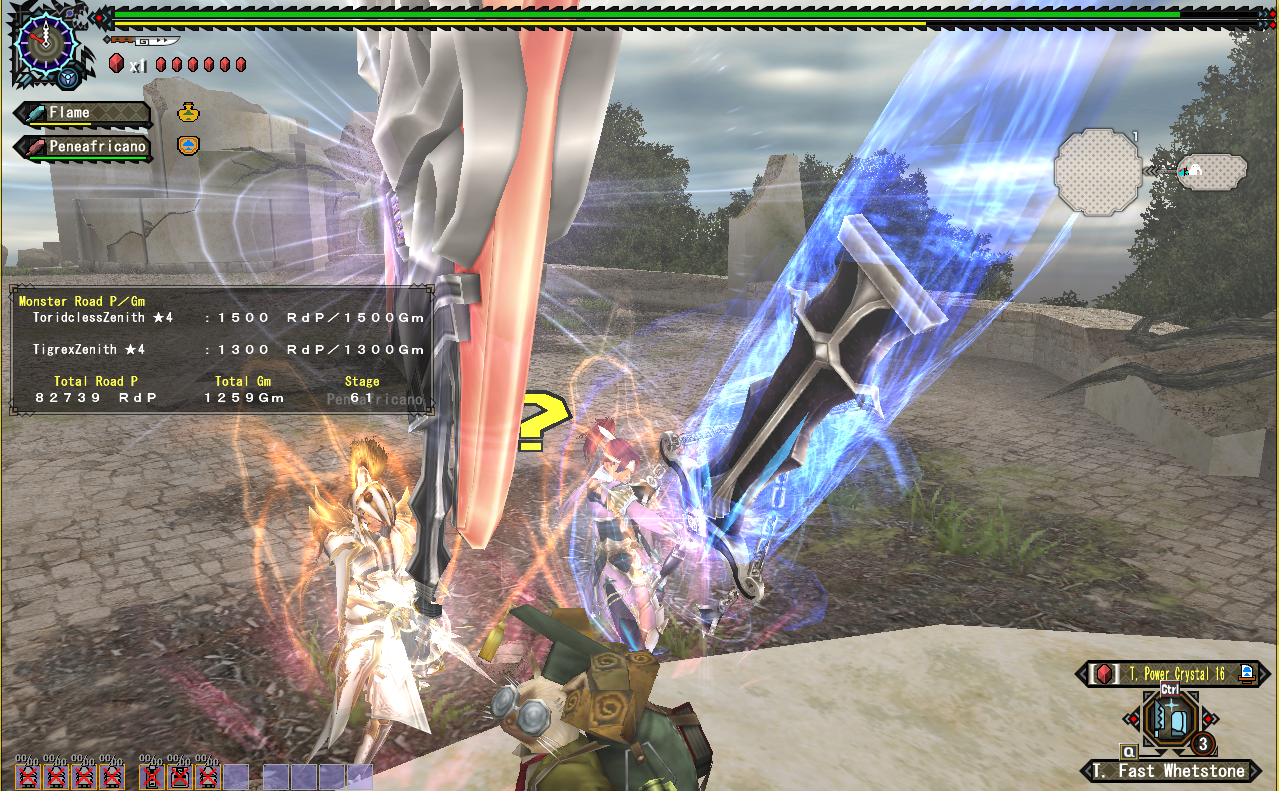 x1
Flame
Peneafricano
1
Monster Road P/Gm
ToridclessZenith ★4 : 1500 RdP/1500Gm
TigrexZenith ★4 : 1300 RdP/1300Gm
Total Road P Total Gm Stage
82739 RdP 1259Gm 61
Peneafricano
?
T. Power Crystal 16
Ctrl
3
Q
T. Fast Whetstone